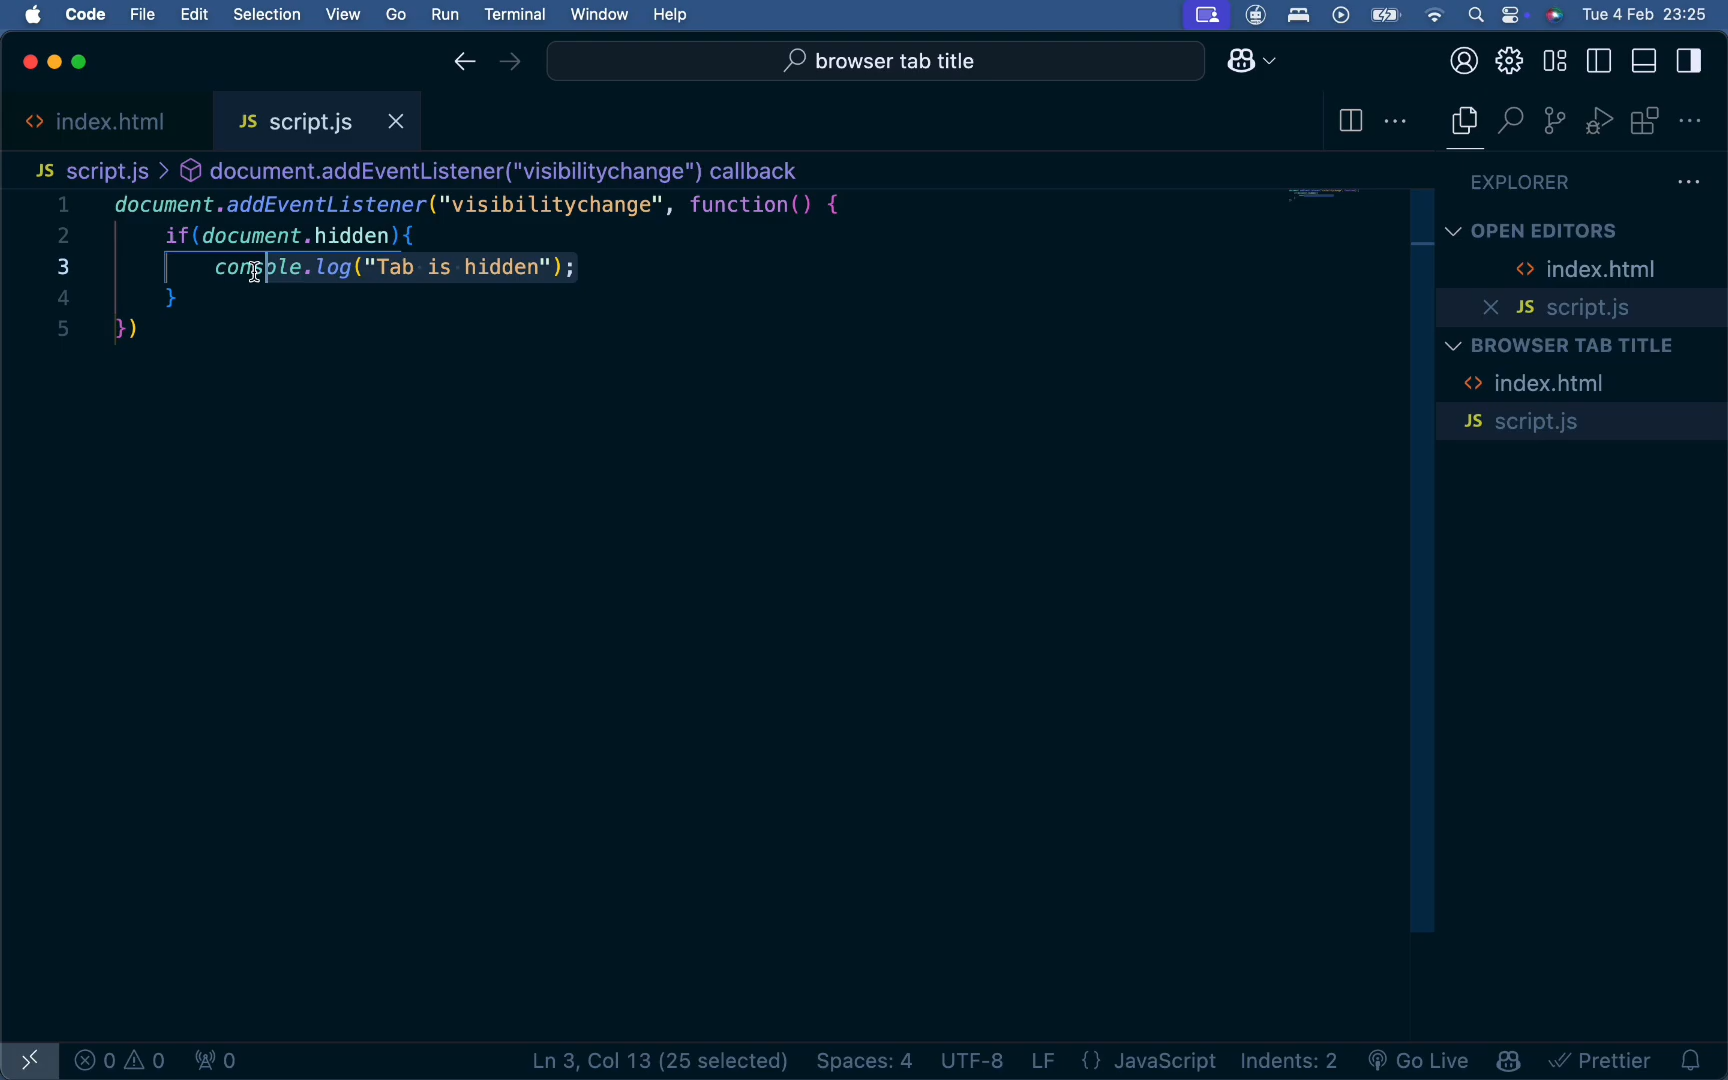 Code File Edit Selection View Go Run Terminal Window Help Tue 4 Feb 23:25
browser tab title
index.html JS script.js
JS script.js > document.addEventListener("visibilitychange") callback
EXPLORER
1 document.addEventListener("visibilitychange", function() {
2 if(document.hidden){
3 console.log("Tab is hidden");
4 }
5 })
OPEN EDITORS
index.html
JS script.js
BROWSER TAB TITLE
index.html
JS script.js
0 0 0 Ln 3, Col 13 (25 selected) Spaces: 4 UTF-8 LF {} JavaScript Indents: 2 Go Live Prettier